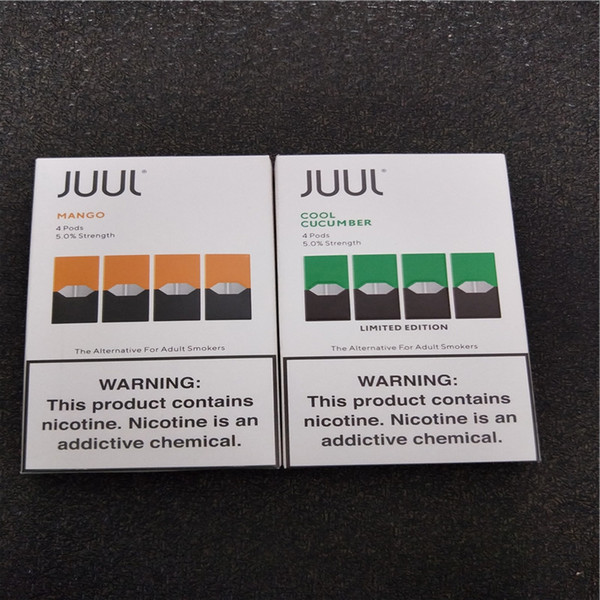 JUUL
MANGO
4 Pods
5.0% Strength
The Alternative For Adult Smokers
WARNING:
This product contains
nicotine. Nicotine is an
addictive chemical.
JUUL
COOL
CUCUMBER
4 Pods
5.0% Strength
LIMITED EDITION
The Alternative For Adult Smokers
WARNING:
This product contains
nicotine. Nicotine is an
addictive chemical.